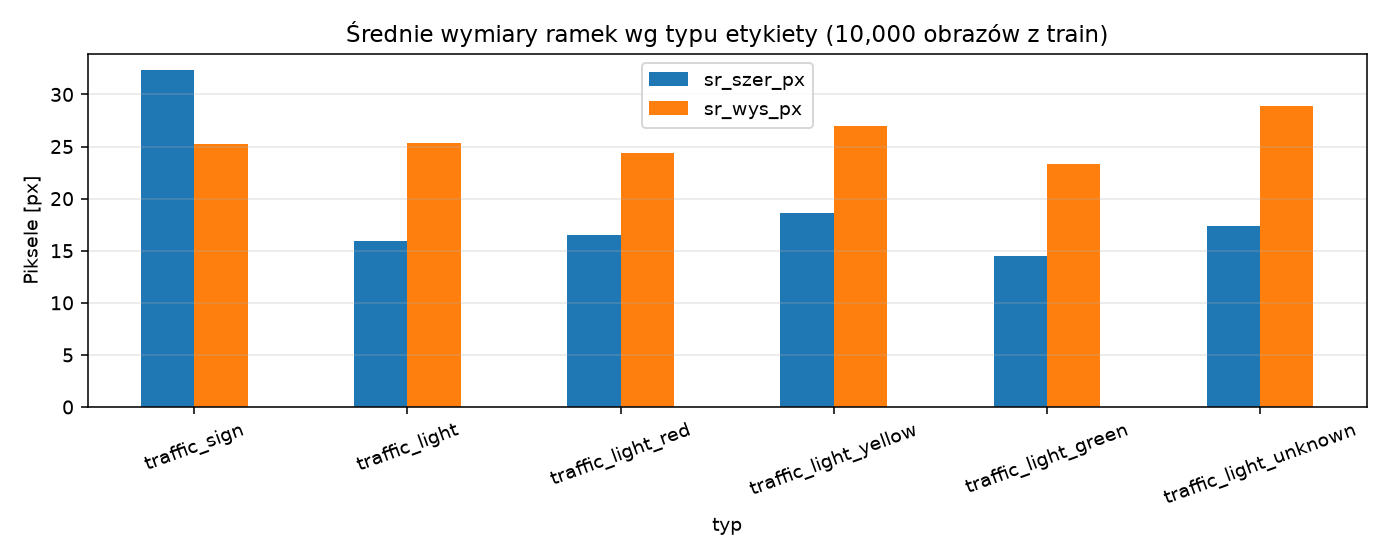 Średnie wymiary ramek wg typu etykiety (10,000 obrazów z train)
sr_szer_px
sr_wys_px
Piksele [px]
30
25
20
15
10
5
0
traffic_sign
traffic_light
traffic_light_red
traffic_light_yellow
traffic_light_green
traffic_light_unknown
typ